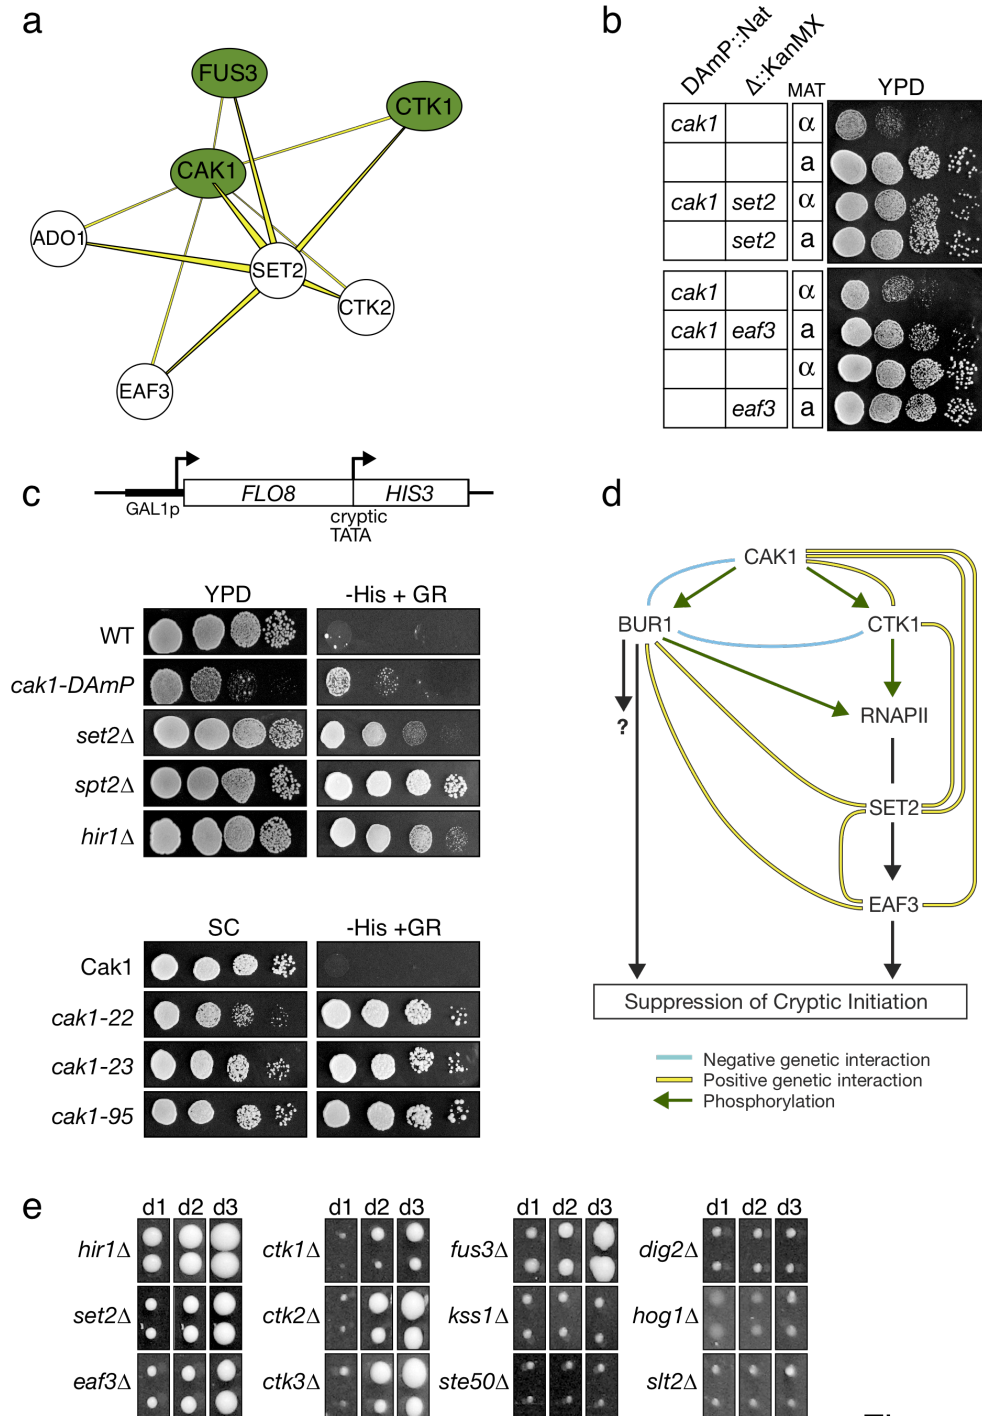 a
FUS3
CTK1
CAK1
ADO1
SET2
CTK2
EAF3
b
DAmP::Nat
Δ::KanMX
MAT
YPD
cak1 α
a
cak1 set2 α
set2 a
cak1 α
cak1 eaf3 a
α
eaf3 a
c
FLO8 HIS3
GAL1p
cryptic
TATA
YPD -His + GR
WT
cak1-DAmP
set2Δ
spt2Δ
hir1Δ
SC -His +GR
Cak1
cak1-22
cak1-23
cak1-95
d
CAK1
BUR1 CTK1
RNAPII
?
SET2
EAF3
Suppression of Cryptic Initiation
Negative genetic interaction
Positive genetic interaction
Phosphorylation
e
d1 d2 d3 d1 d2 d3 d1 d2 d3 d1 d2 d3
hir1Δ ctk1Δ fus3Δ dig2Δ
set2Δ ctk2Δ kss1Δ hog1Δ
eaf3Δ ctk3Δ ste50Δ slt2Δ